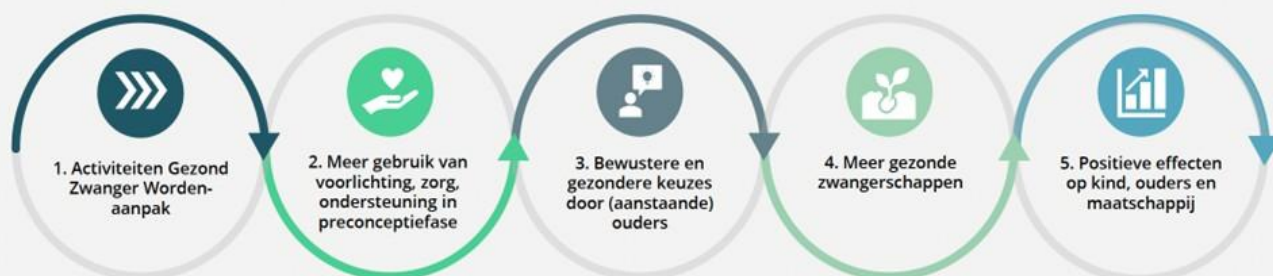 1. Activiteiten Gezond
Zwanger Worden-
aanpak
2. Meer gebruik van
voorlichting, zorg,
ondersteuning in
preconceptiefase
3. Bewustere en
gezondere keuzes
door (aanstaande)
ouders
4. Meer gezonde
zwangerschappen
5. Positieve effecten
op kind, ouders en
maatschappij